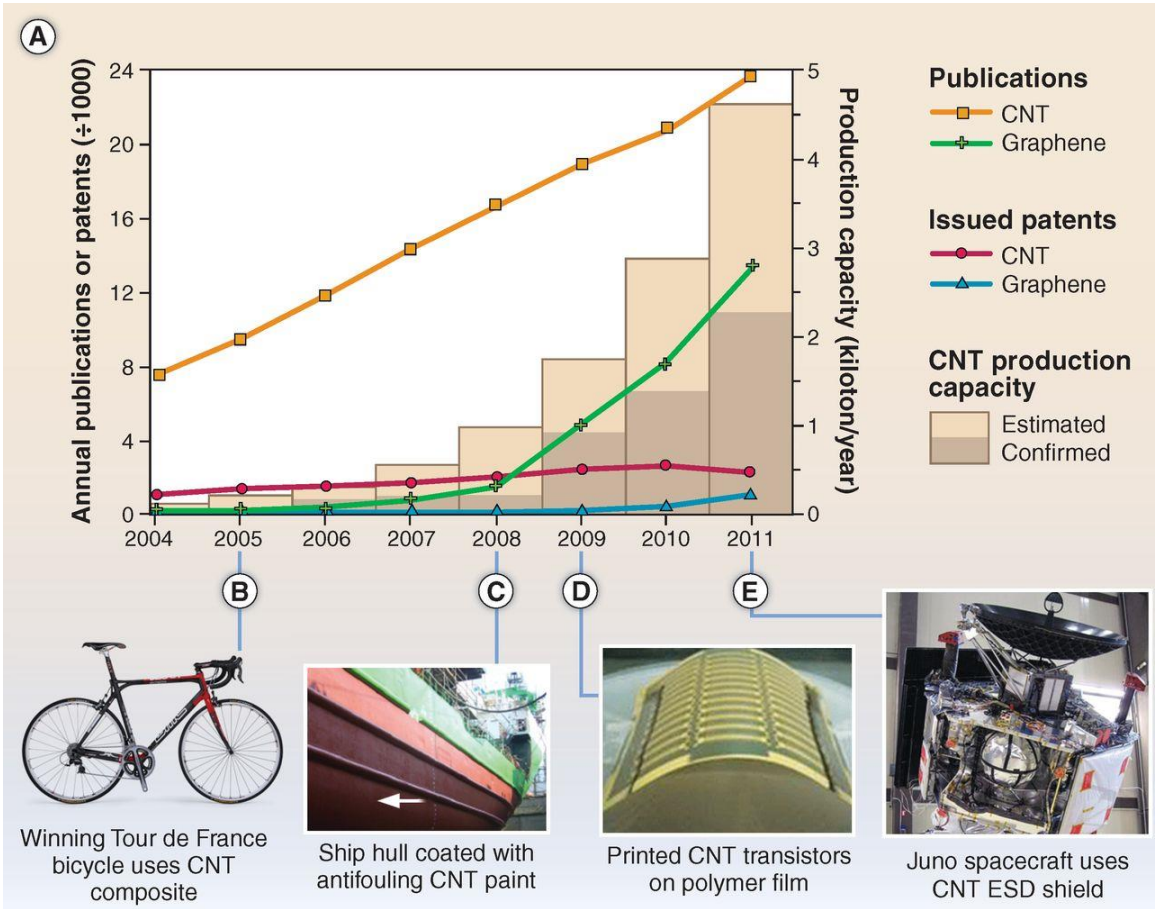 A
Annual publications or patents (÷1000)
24
20
16
12
8
4
0
5
4
3
2
1
0
Production capacity (kiloton/year)
2004 2005 2006 2007 2008 2009 2010 2011
Publications
CNT
Graphene
Issued patents
CNT
Graphene
CNT production
capacity
Estimated
Confirmed
B
C
D
E
Winning Tour de France
bicycle uses CNT
composite
Ship hull coated with
antifouling CNT paint
Printed CNT transistors
on polymer film
Juno spacecraft uses
CNT ESD shield